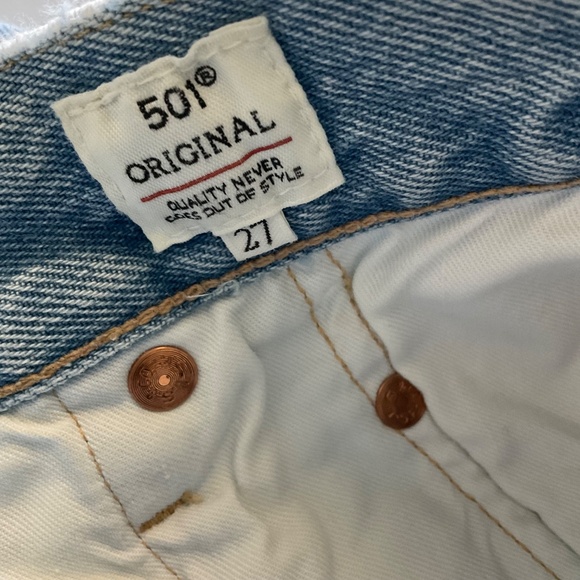 501®
ORIGINAL
QUALITY NEVER
GOES OUT OF STYLE
27